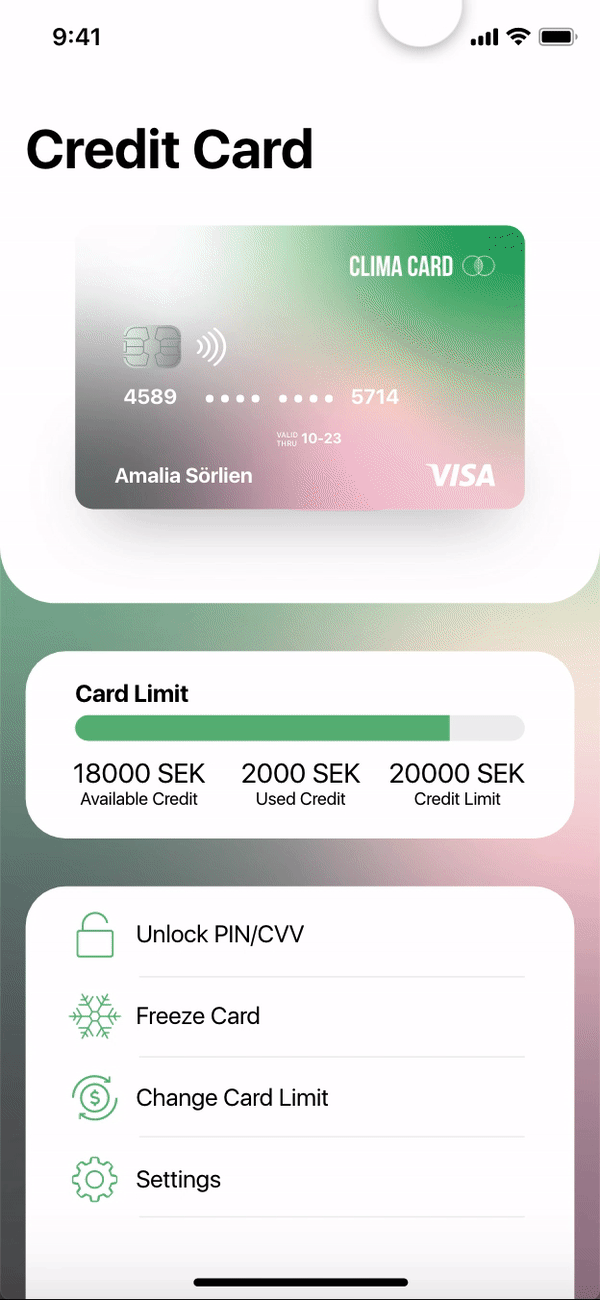 9:41
Credit Card
CLIMA CARD
4589 •••• •••• 5714
VALID THRU 10-23
Amalia Sörlien
VISA
Card Limit
18000 SEK 2000 SEK 20000 SEK
Available Credit Used Credit Credit Limit
Unlock PIN/CVV
Freeze Card
$ Change Card Limit
Settings